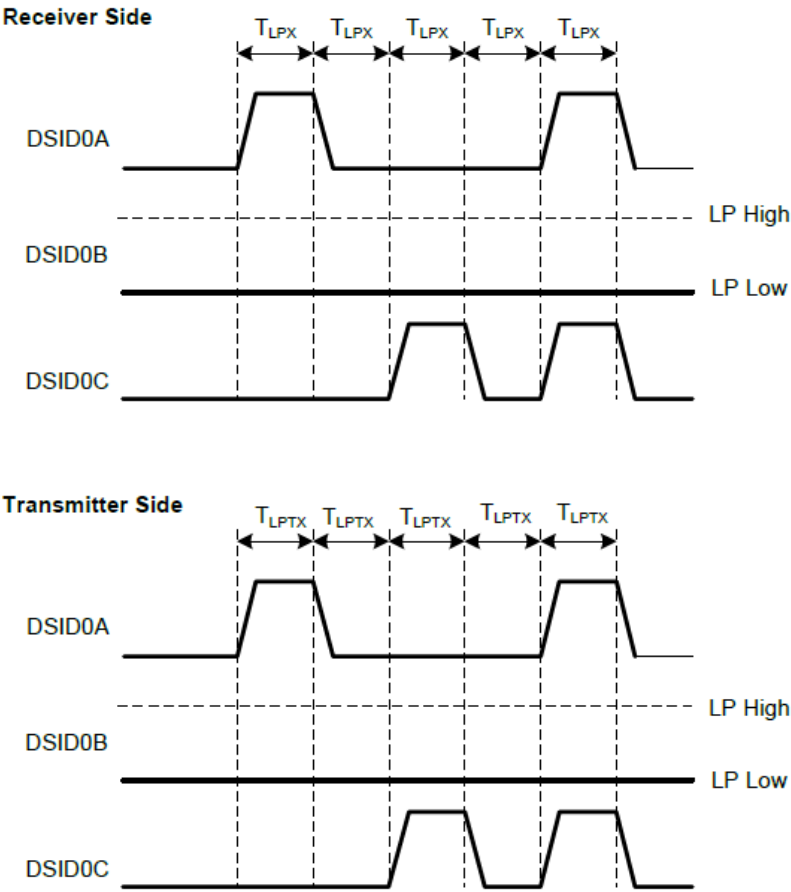 Receiver Side
TLPX TLPX TLPX TLPX TLPX
DSID0A
LP High
DSID0B
LP Low
DSID0C
Transmitter Side
TLPTX TLPTX TLPTX TLPTX TLPTX
DSID0A
LP High
DSID0B
LP Low
DSID0C